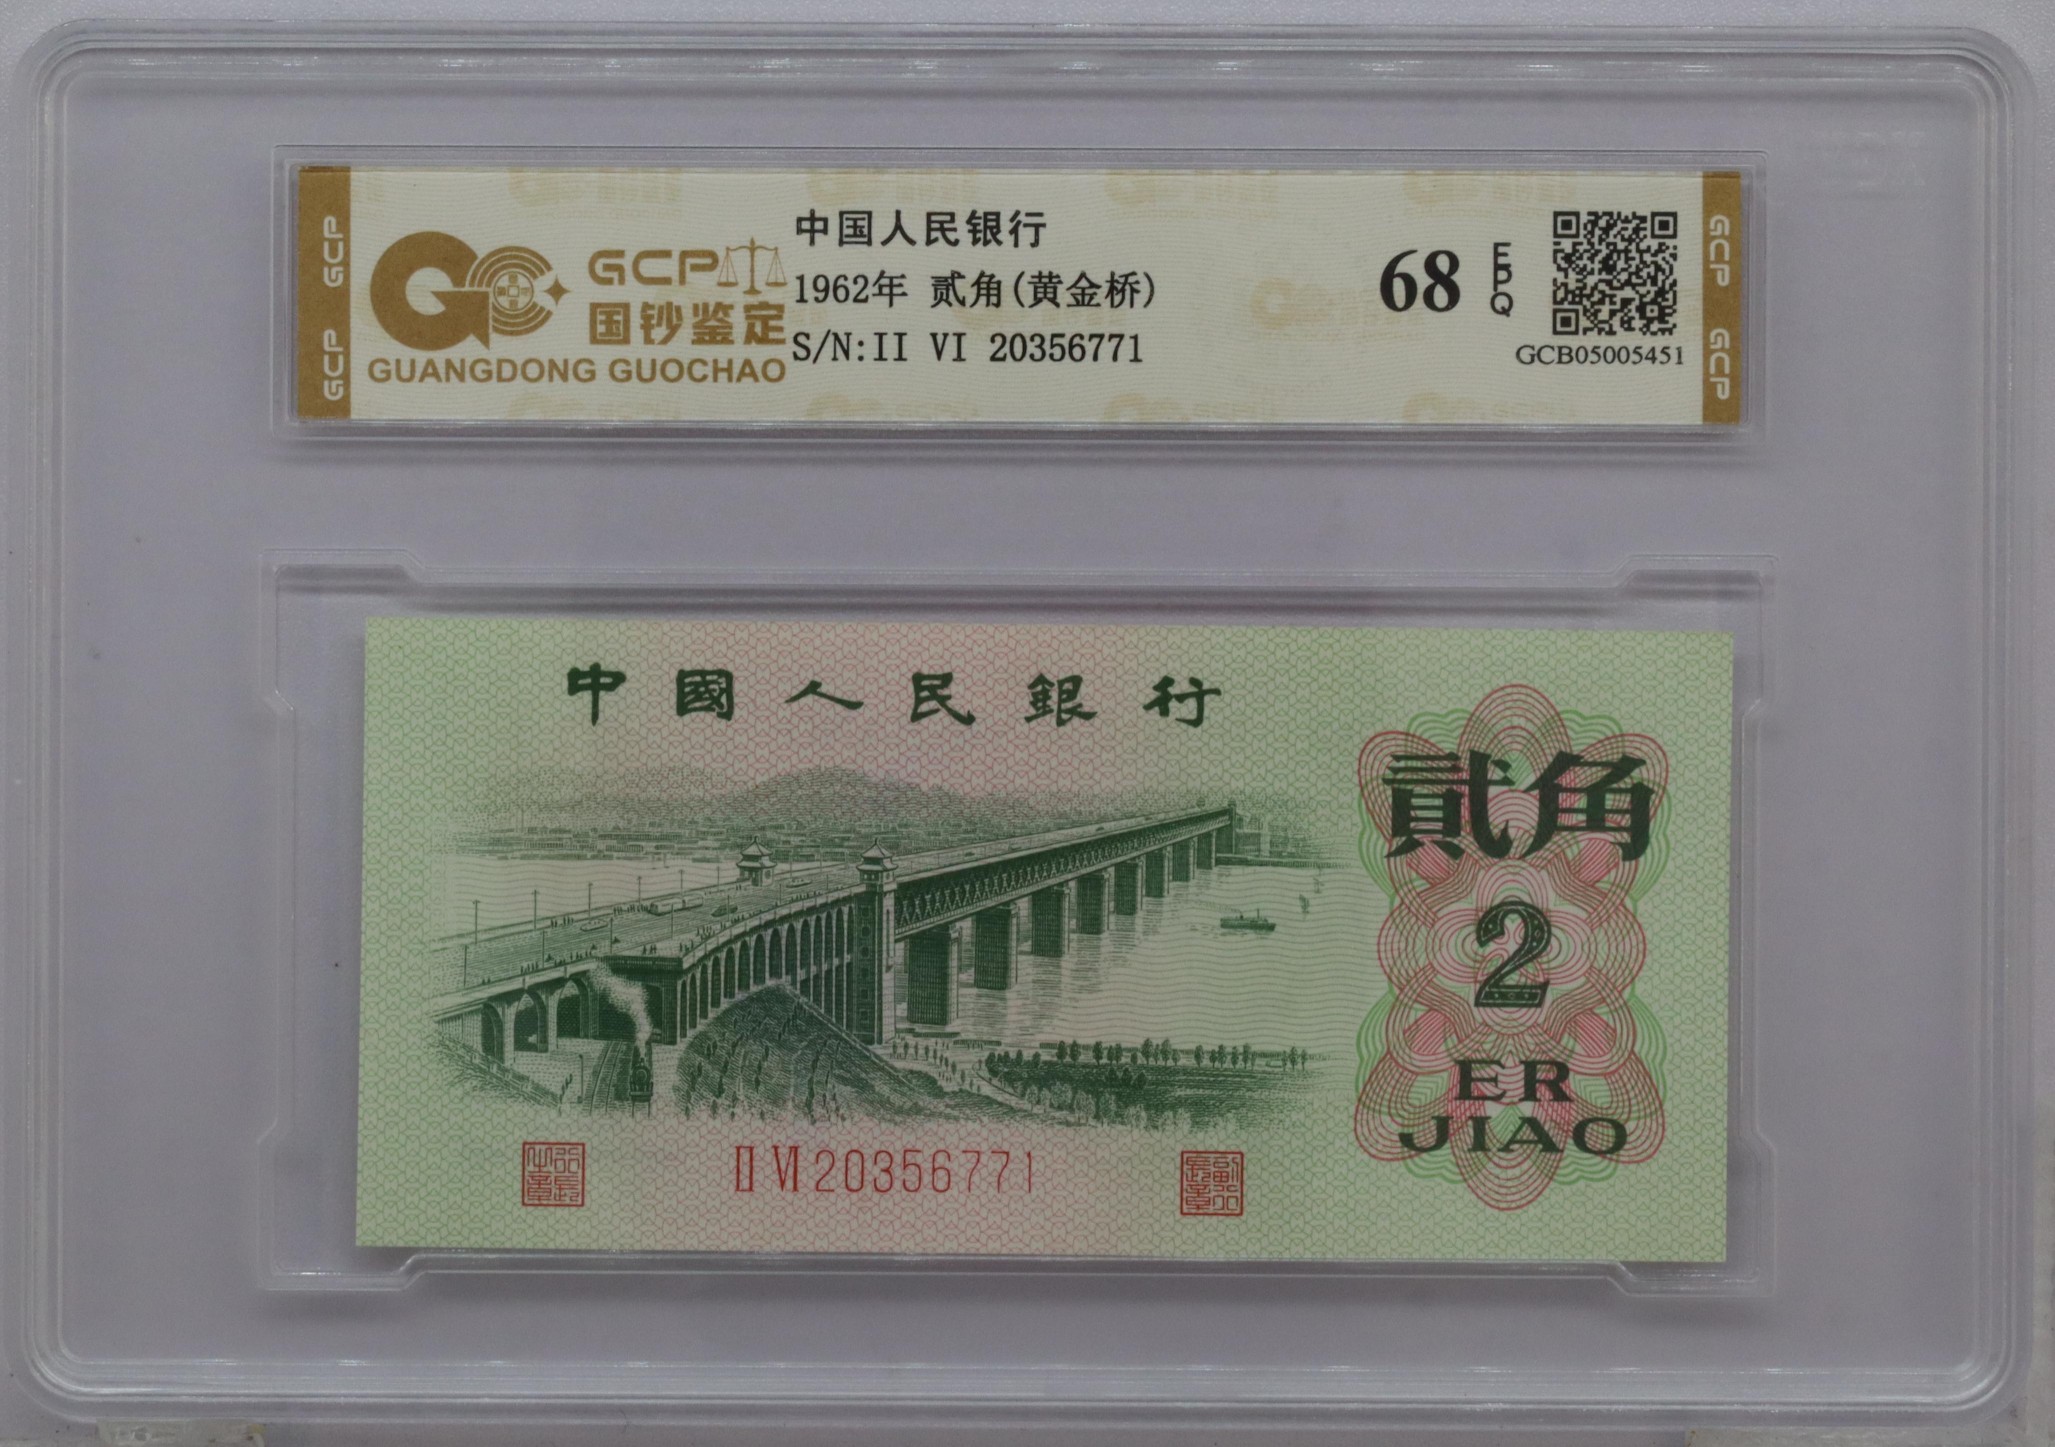 GCP
GCP
GCP
国钞鉴定
GUANGDONG GUOCHAO
中国人民银行
1962年 贰角(黄金桥)
S/N:II VI 20356771
68 EPQ
GCB05005451
GCP
GCP
中國人民銀行
貳角
2
ER
JIAO
II VI 20356771